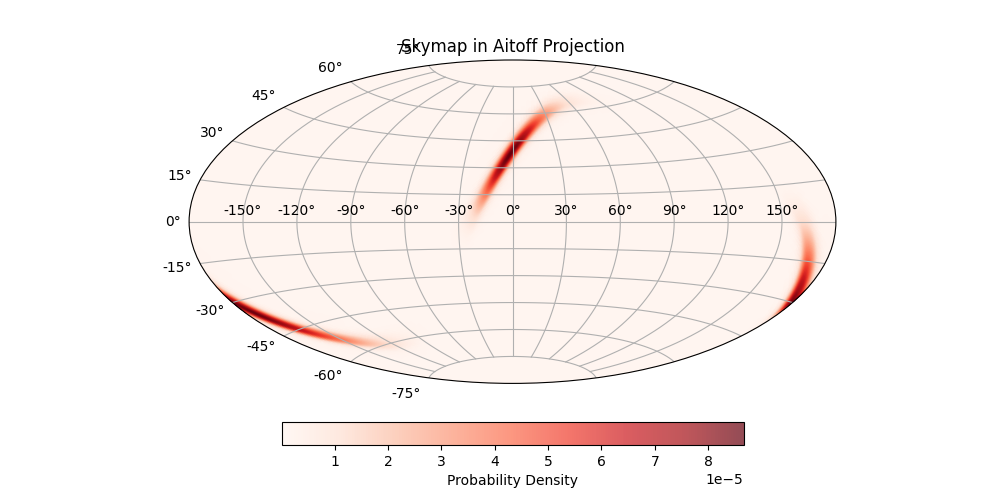 75°
Skymap in Aitoff Projection
60°
45°
30°
15°
-150° -120° -90° -60° -30° 0° 30° 60° 90° 120° 150°
0°
-15°
-30°
-45°
-60°
-75°
1 2 3 4 5 6 7 8
1e−5
Probability Density